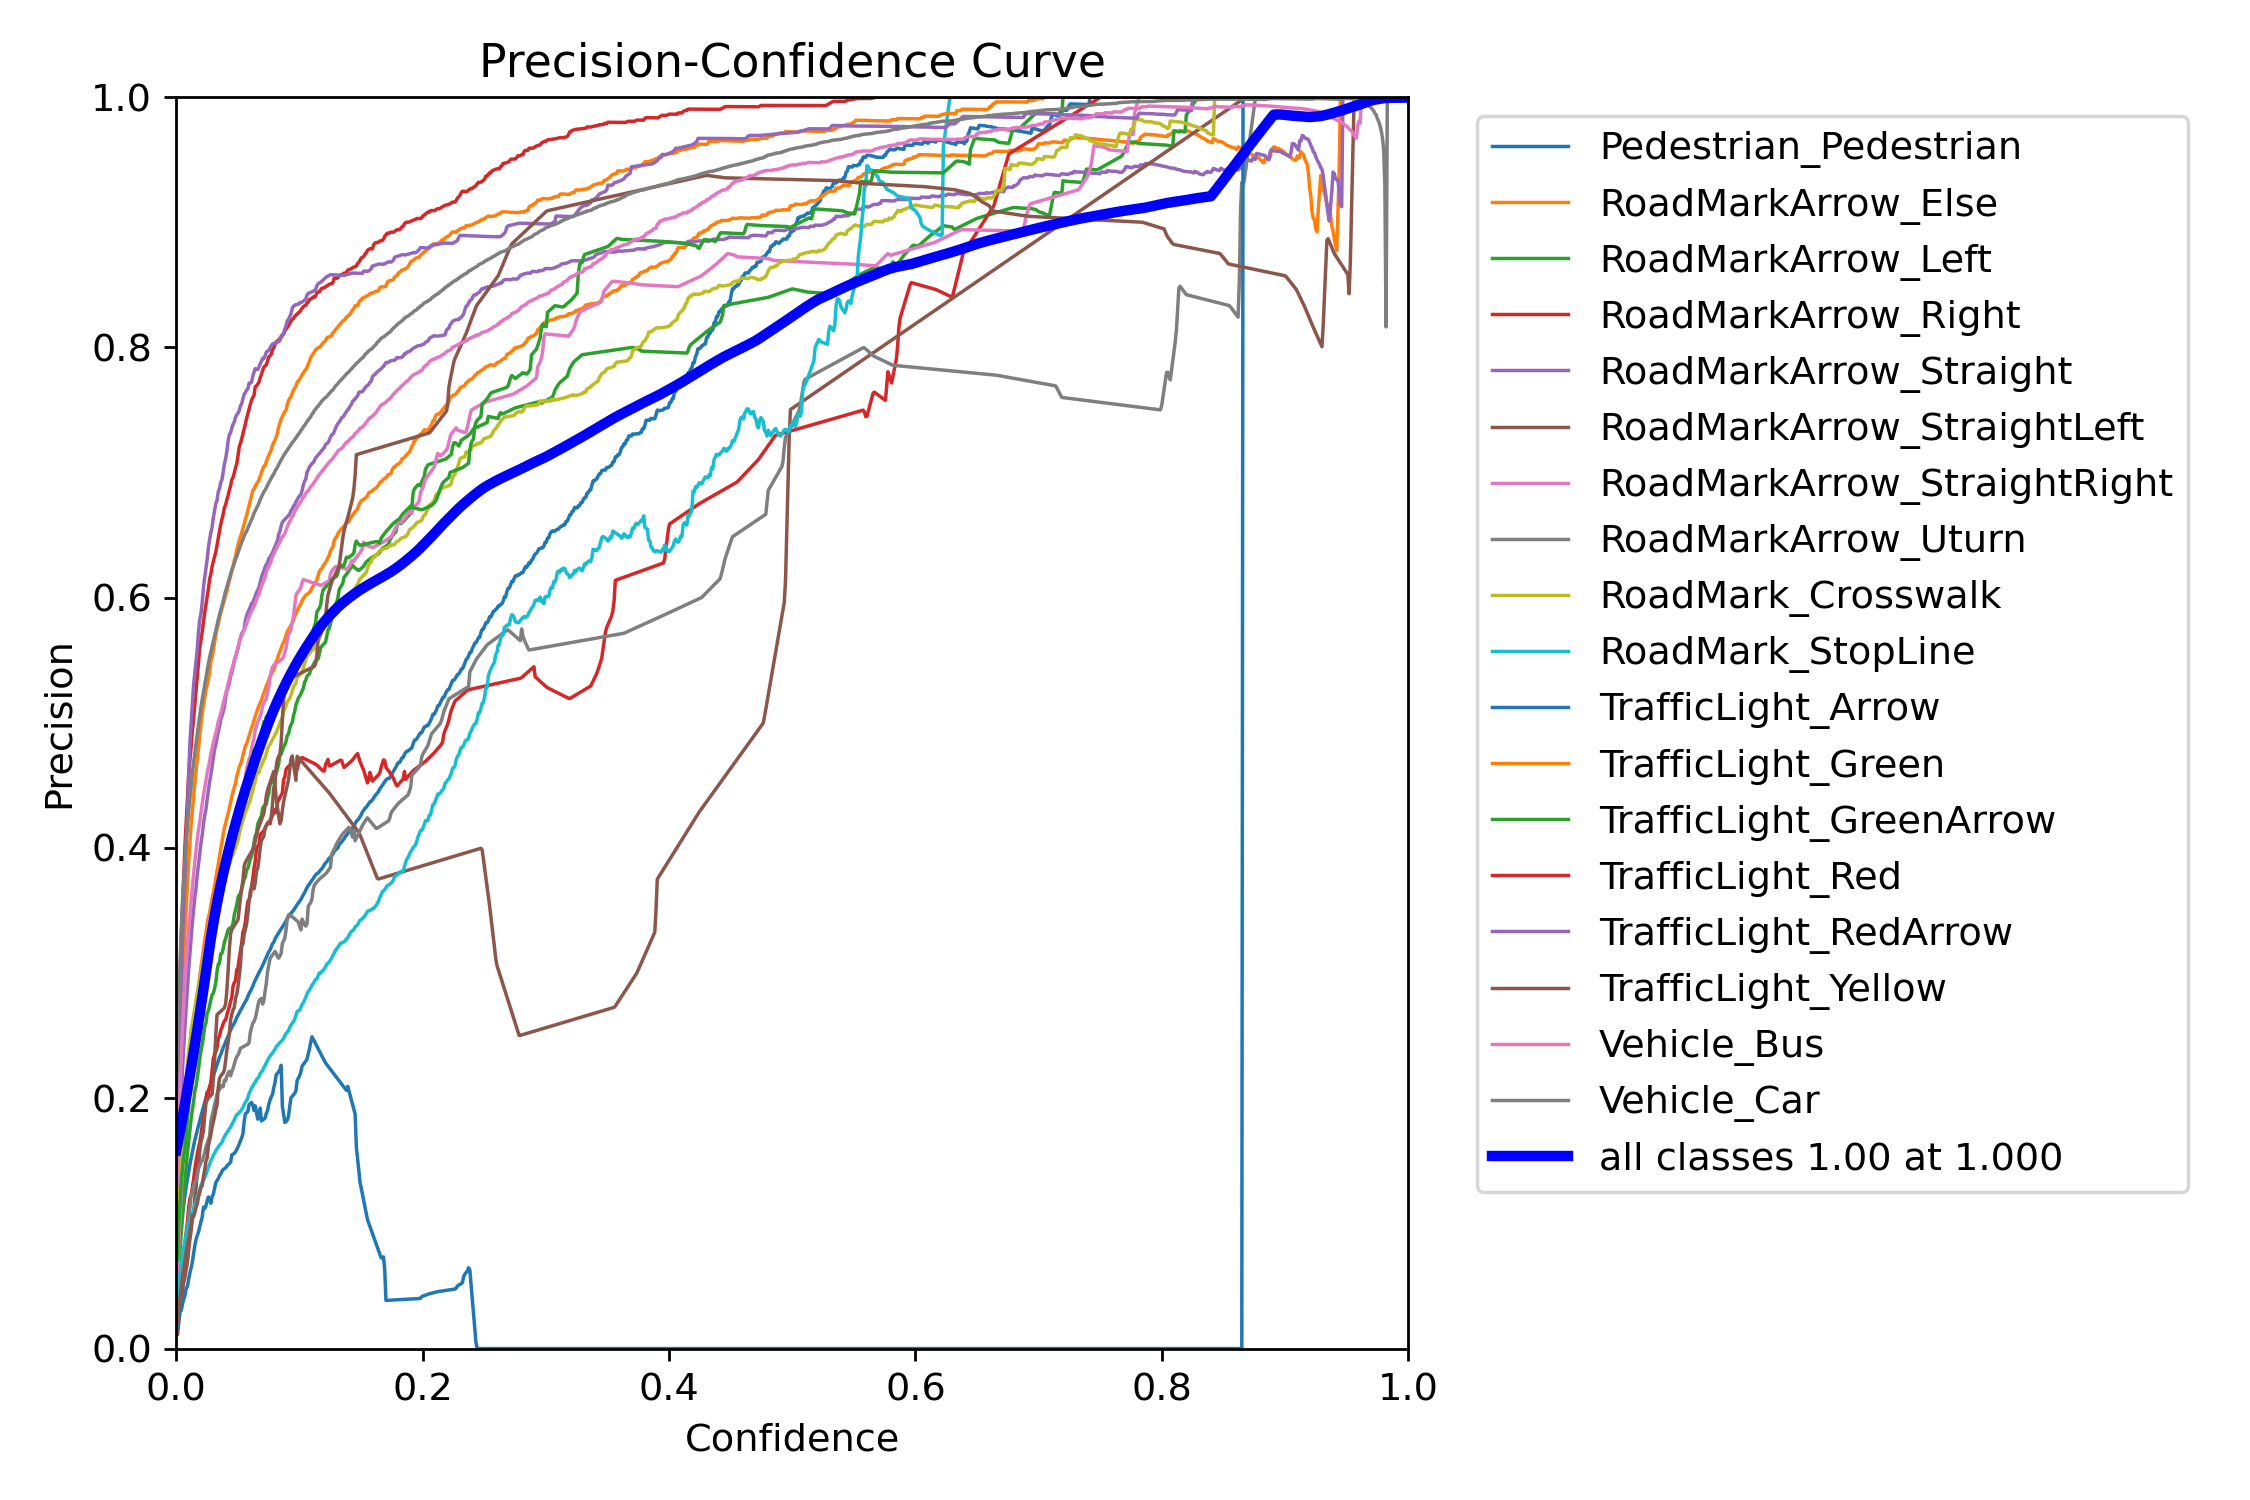 Precision-Confidence Curve
1.0
0.8
0.6
0.4
0.2
0.0
Precision
0.0 0.2 0.4 0.6 0.8 1.0
Confidence
Pedestrian_Pedestrian
RoadMarkArrow_Else
RoadMarkArrow_Left
RoadMarkArrow_Right
RoadMarkArrow_Straight
RoadMarkArrow_StraightLeft
RoadMarkArrow_StraightRight
RoadMarkArrow_Uturn
RoadMark_Crosswalk
RoadMark_StopLine
TrafficLight_Arrow
TrafficLight_Green
TrafficLight_GreenArrow
TrafficLight_Red
TrafficLight_RedArrow
TrafficLight_Yellow
Vehicle_Bus
Vehicle_Car
all classes 1.00 at 1.000